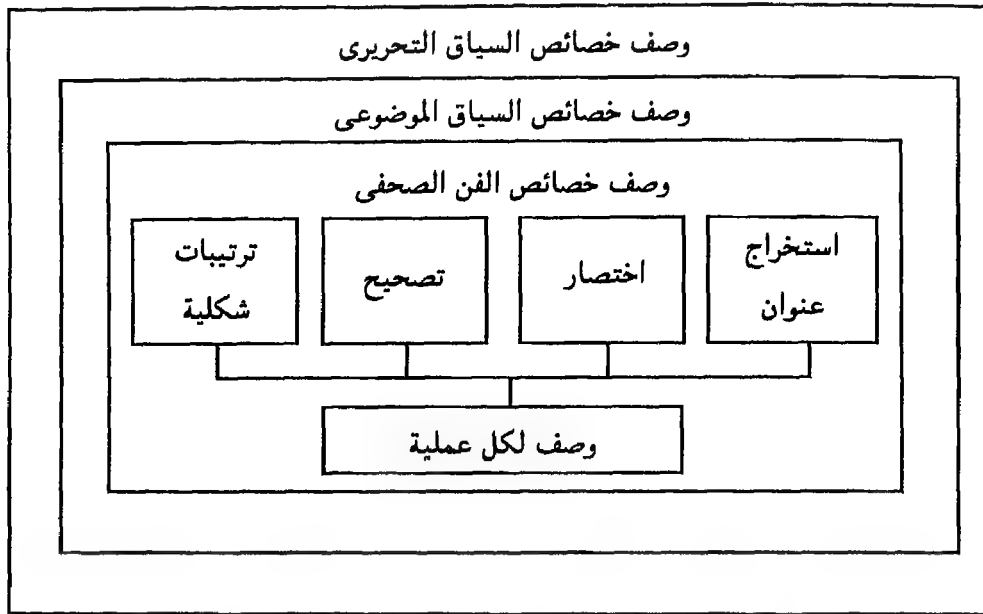 وصف خصائص السياق التحريرى
وصف خصائص السياق الموضوعى
وصف خصائص الفن الصحفى
استخراج
عنوان
اختصار
تصحيح
ترتيبات
شكلية
وصف لكل عملية